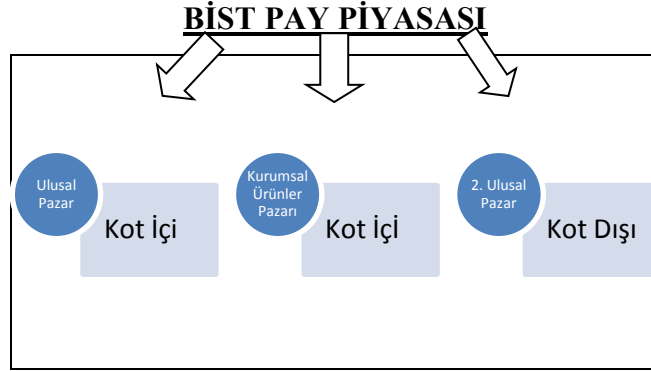 BİST PAY PİYASASI
Ulusal
Pazar
Kot İçi
Kurumsal
Ürünler
Pazarı
Kot İçİ
2. Ulusal
Pazar
Kot Dışı